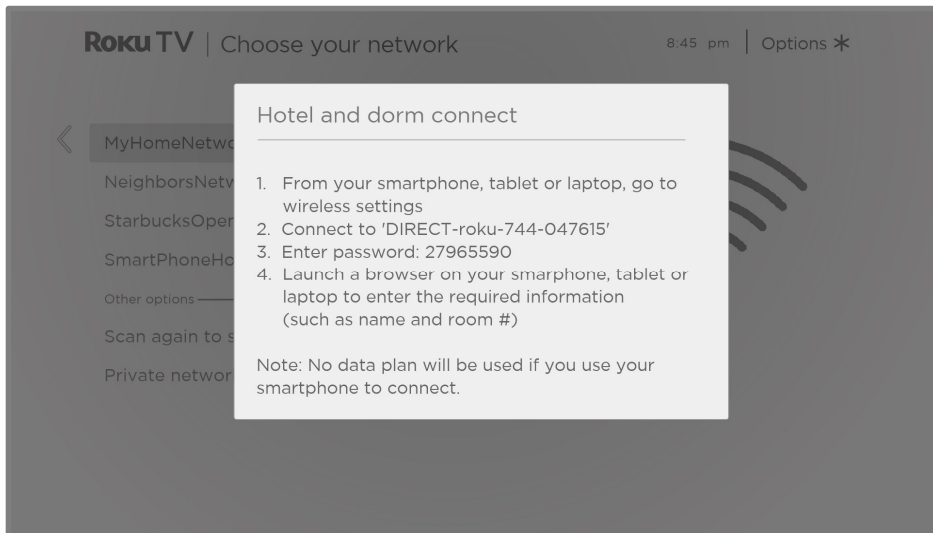 Roku TV | Choose your network 8:45 pm | Options *
Hotel and dorm connect
MyHomeNetwo
NeighborsNetw
StarbucksOper
SmartPhoneHo
Other options
Scan again to s
Private networ
1. From your smartphone, tablet or laptop, go to
wireless settings
2. Connect to 'DIRECT-roku-744-047615'
3. Enter password: 27965590
4. Launch a browser on your smarphone, tablet or
laptop to enter the required information
(such as name and room #)
Note: No data plan will be used if you use your
smartphone to connect.